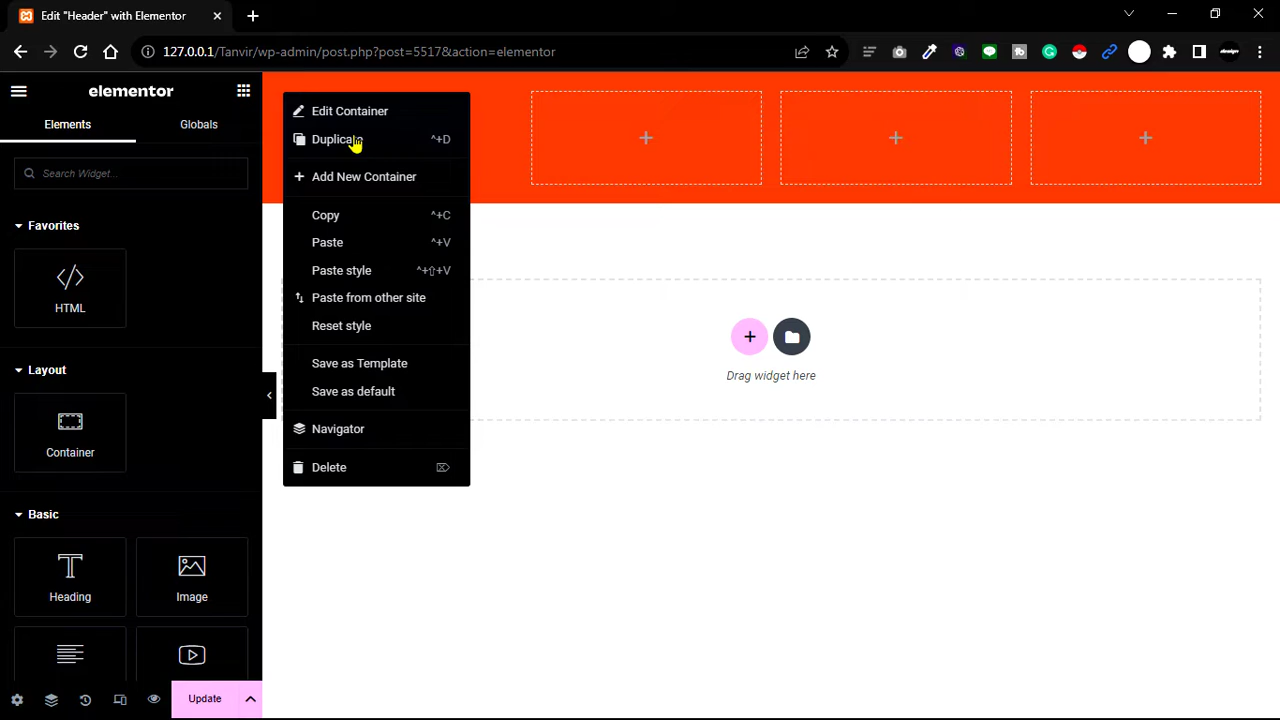 Edit "Header" with Elementor
127.0.0.1/Tanvir/wp-admin/post.php?post=5517&action=elementor
elementor
Elements
Globals
Search Widget...
Favorites
HTML
Layout
Container
Basic
Heading
Image
Update
Edit Container
Duplicate ^+D
Add New Container
Copy ^+C
Paste ^+V
Paste style ^+⇧+V
Paste from other site
Reset style
Save as Template
Save as default
Navigator
Delete ⌦
Drag widget here